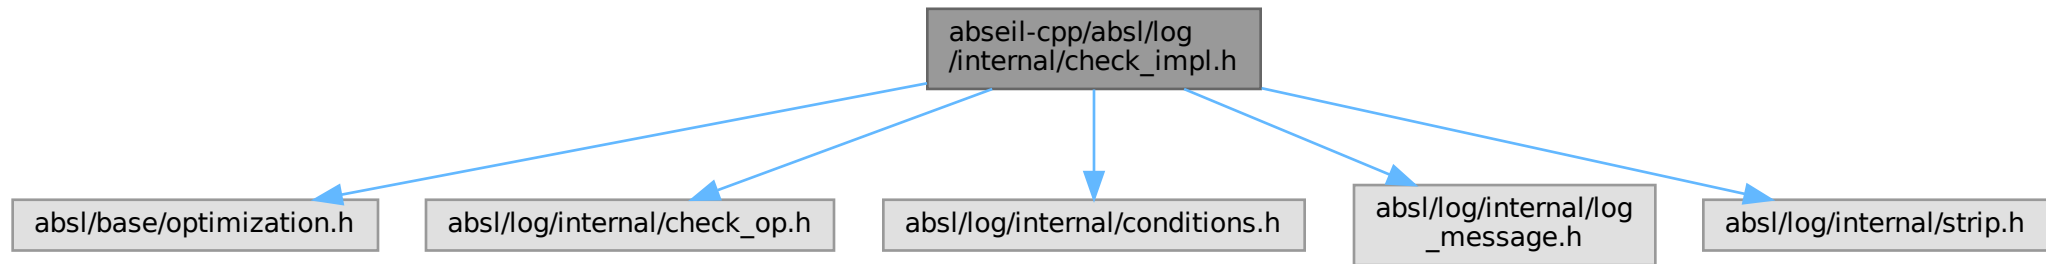 abseil-cpp/absl/log
/internal/check_impl.h
absl/base/optimization.h
absl/log/internal/check_op.h
absl/log/internal/conditions.h
absl/log/internal/log
_message.h
absl/log/internal/strip.h